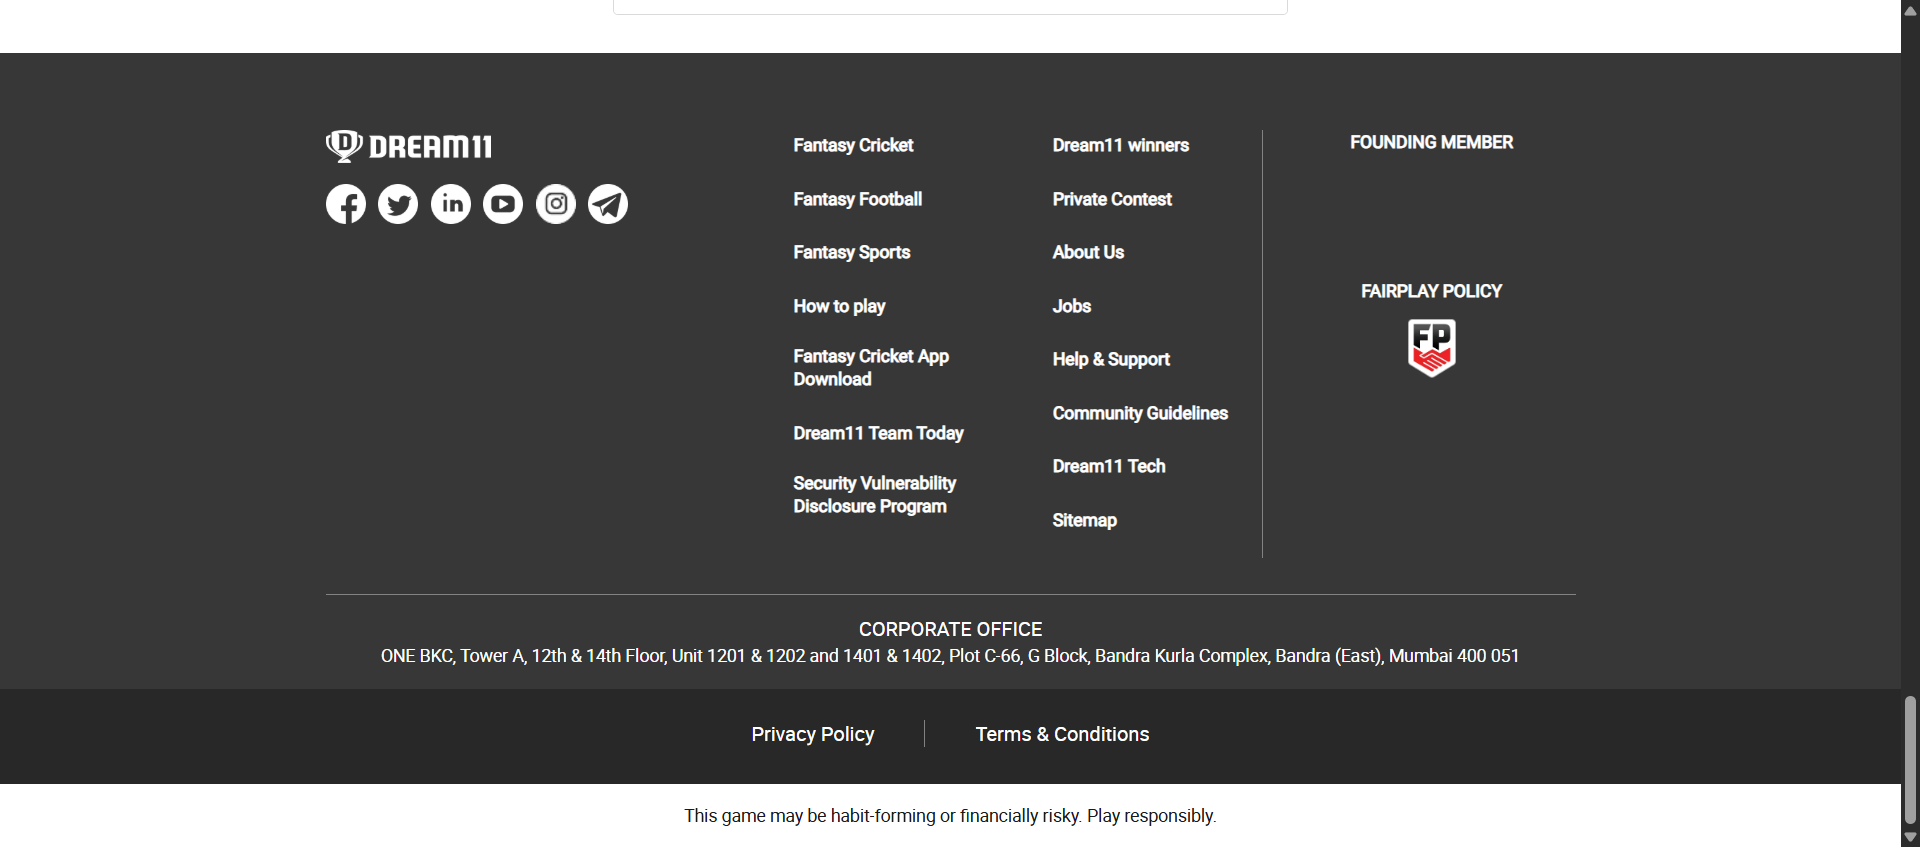 DREAM11
Fantasy Cricket
Fantasy Football
Fantasy Sports
How to play
Fantasy Cricket App
Download
Dream11 Team Today
Security Vulnerability
Disclosure Program
Dream11 winners
Private Contest
About Us
Jobs
Help & Support
Community Guidelines
Dream11 Tech
Sitemap
FOUNDING MEMBER
FAIRPLAY POLICY
FP
CORPORATE OFFICE
ONE BKC, Tower A, 12th & 14th Floor, Unit 1201 & 1202 and 1401 & 1402, Plot C-66, G Block, Bandra Kurla Complex, Bandra (East), Mumbai 400 051
Privacy Policy
Terms & Conditions
This game may be habit-forming or financially risky. Play responsibly.